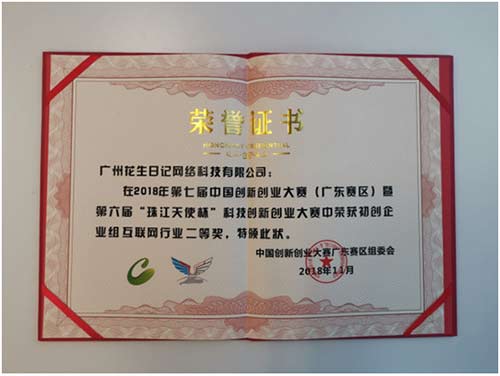 荣誉证书
HONORARY CREDENTIAL
广州花生日记网络科技有限公司：
在2018年第七届中国创新创业大赛（广东赛区）暨
第六届“珠江天使杯”科技创新创业大赛中荣获初创企
业组互联网行业二等奖，特颁此状。
中国创新创业大赛广东赛区组委会
2018年11月